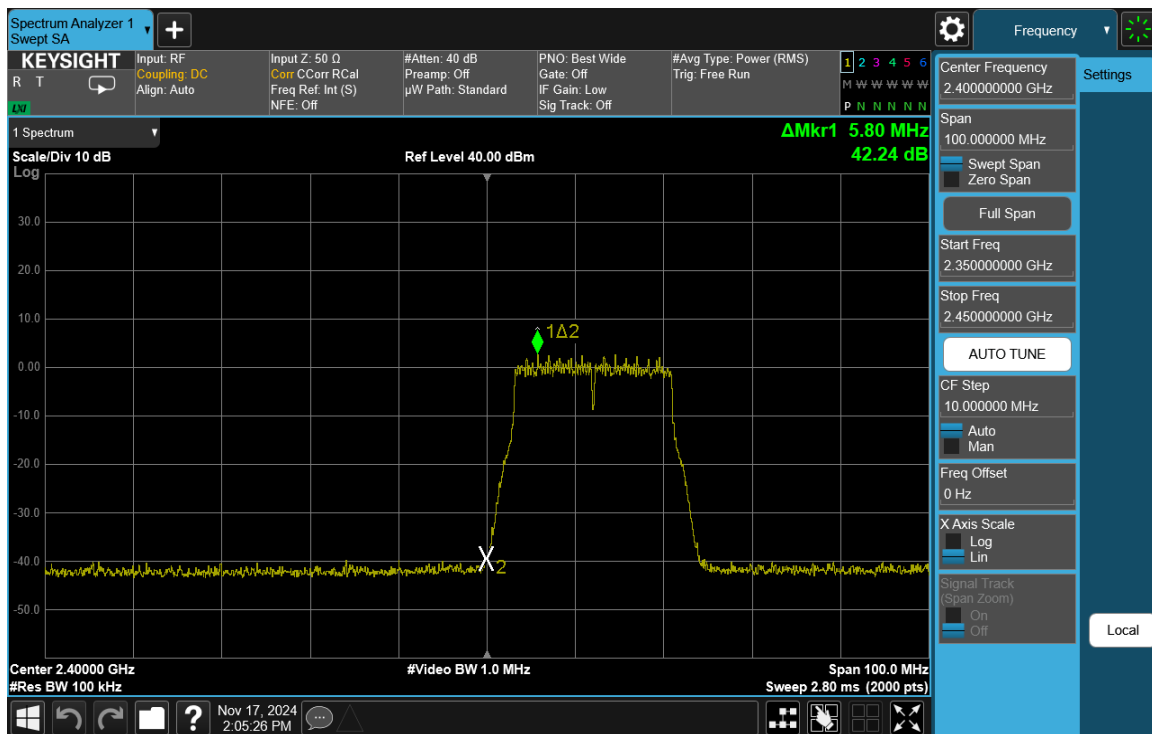 Spectrum Analyzer 1
Swept SA
+
Frequency
KEYSIGHT
R T
LXI
Input: RF
Coupling: DC
Align: Auto
Input Z: 50 Ω
Corr CCorr RCal
Freq Ref: Int (S)
NFE: Off
#Atten: 40 dB
Preamp: Off
µW Path: Standard
PNO: Best Wide
Gate: Off
IF Gain: Low
Sig Track: Off
#Avg Type: Power (RMS)
Trig: Free Run
1 2 3 4 5 6
M W W W W W
P N N N N N
1 Spectrum
Scale/Div 10 dB
Log
Ref Level 40.00 dBm
ΔMkr1 5.80 MHz
42.24 dB
30.0
20.0
10.0
0.00
-10.0
-20.0
-30.0
-40.0
-50.0
1Δ2
X2
Center 2.40000 GHz
#Res BW 100 kHz
#Video BW 1.0 MHz
Span 100.0 MHz
Sweep 2.80 ms (2000 pts)
Center Frequency
2.400000000 GHz
Span
100.000000 MHz
Swept Span
Zero Span
Full Span
Start Freq
2.350000000 GHz
Stop Freq
2.450000000 GHz
AUTO TUNE
CF Step
10.000000 MHz
Auto
Man
Freq Offset
0 Hz
X Axis Scale
Log
Lin
Signal Track
(Span Zoom)
On
Off
Settings
Local
?
Nov 17, 2024
2:05:26 PM